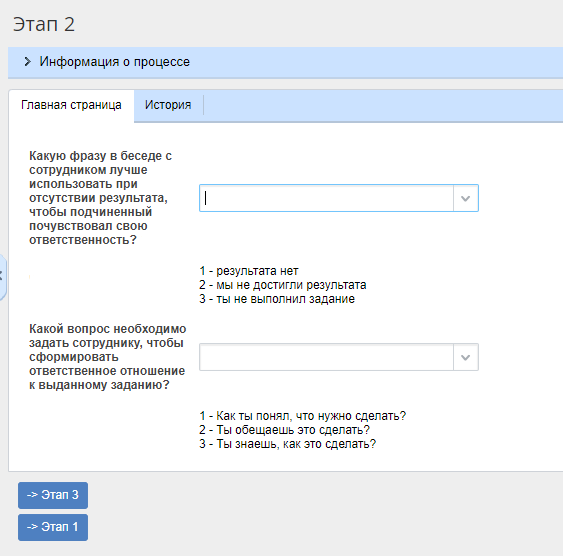 Этап 2
Информация о процессе
Главная страница
История
Какую фразу в беседе с
сотрудником лучше
использовать при
отсутствии результата,
чтобы подчиненный
почувствовал свою
ответственность?
1 - результата нет
2 - мы не достигли результата
3 - ты не выполнил задание
Какой вопрос необходимо
задать сотруднику, чтобы
сформировать
ответственное отношение
к выданному заданию?
1 - Как ты понял, что нужно сделать?
2 - Ты обещаешь это сделать?
3 - Ты знаешь, как это сделать?
-> Этап 3
-> Этап 1